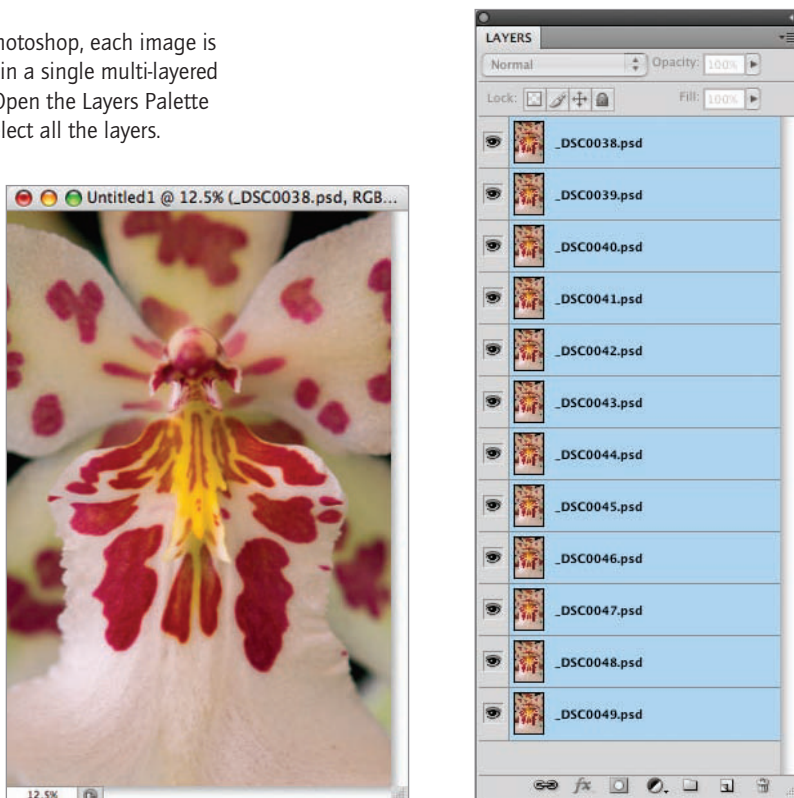 hotoshop, each image is
in a single multi-layered
Open the Layers Palette
lect all the layers.
Untitled1 @ 12.5% (_DSC0038.psd, RGB...
12.5%
LAYERS
Normal Opacity: 100%
Lock: Fill: 100%
_DSC0038.psd
_DSC0039.psd
_DSC0040.psd
_DSC0041.psd
_DSC0042.psd
_DSC0043.psd
_DSC0044.psd
_DSC0045.psd
_DSC0046.psd
_DSC0047.psd
_DSC0048.psd
_DSC0049.psd
fx